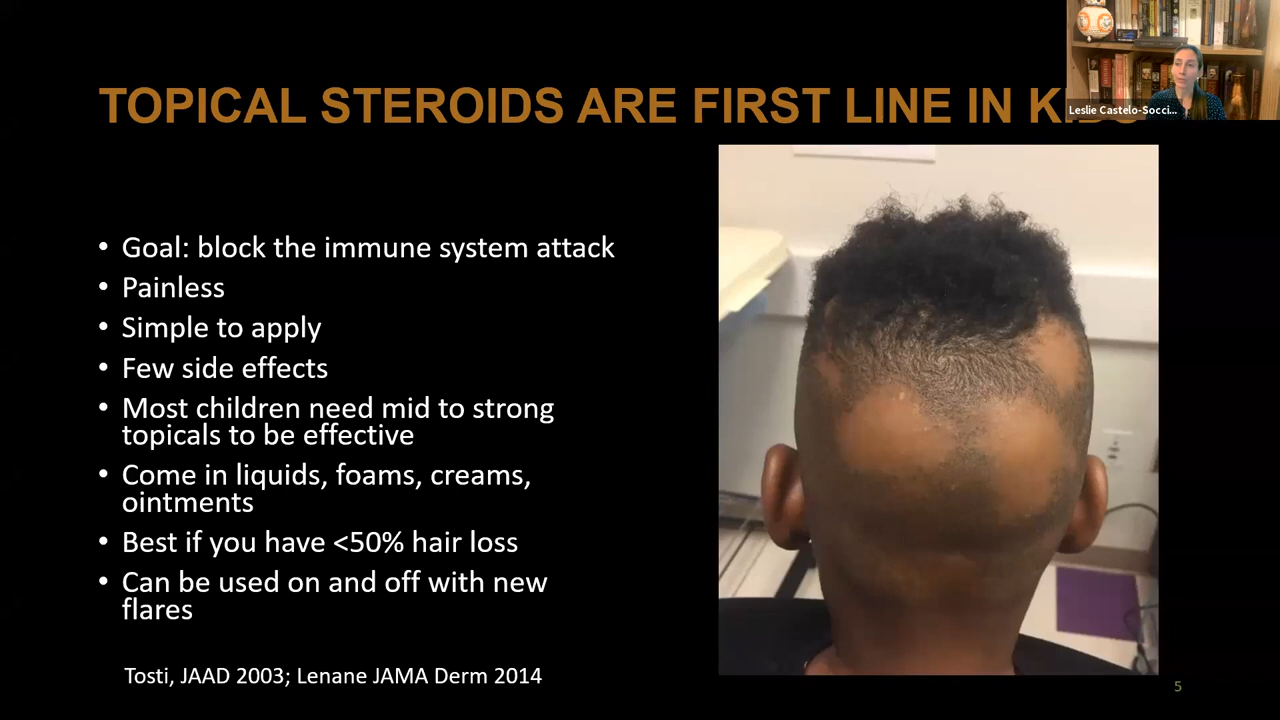 TOPICAL STEROIDS ARE FIRST LINE IN KIDS
Leslie Castelo-Socci...
• Goal: block the immune system attack
• Painless
• Simple to apply
• Few side effects
• Most children need mid to strong
topicals to be effective
• Come in liquids, foams, creams,
ointments
• Best if you have <50% hair loss
• Can be used on and off with new
flares
Tosti, JAAD 2003; Lenane JAMA Derm 2014
5